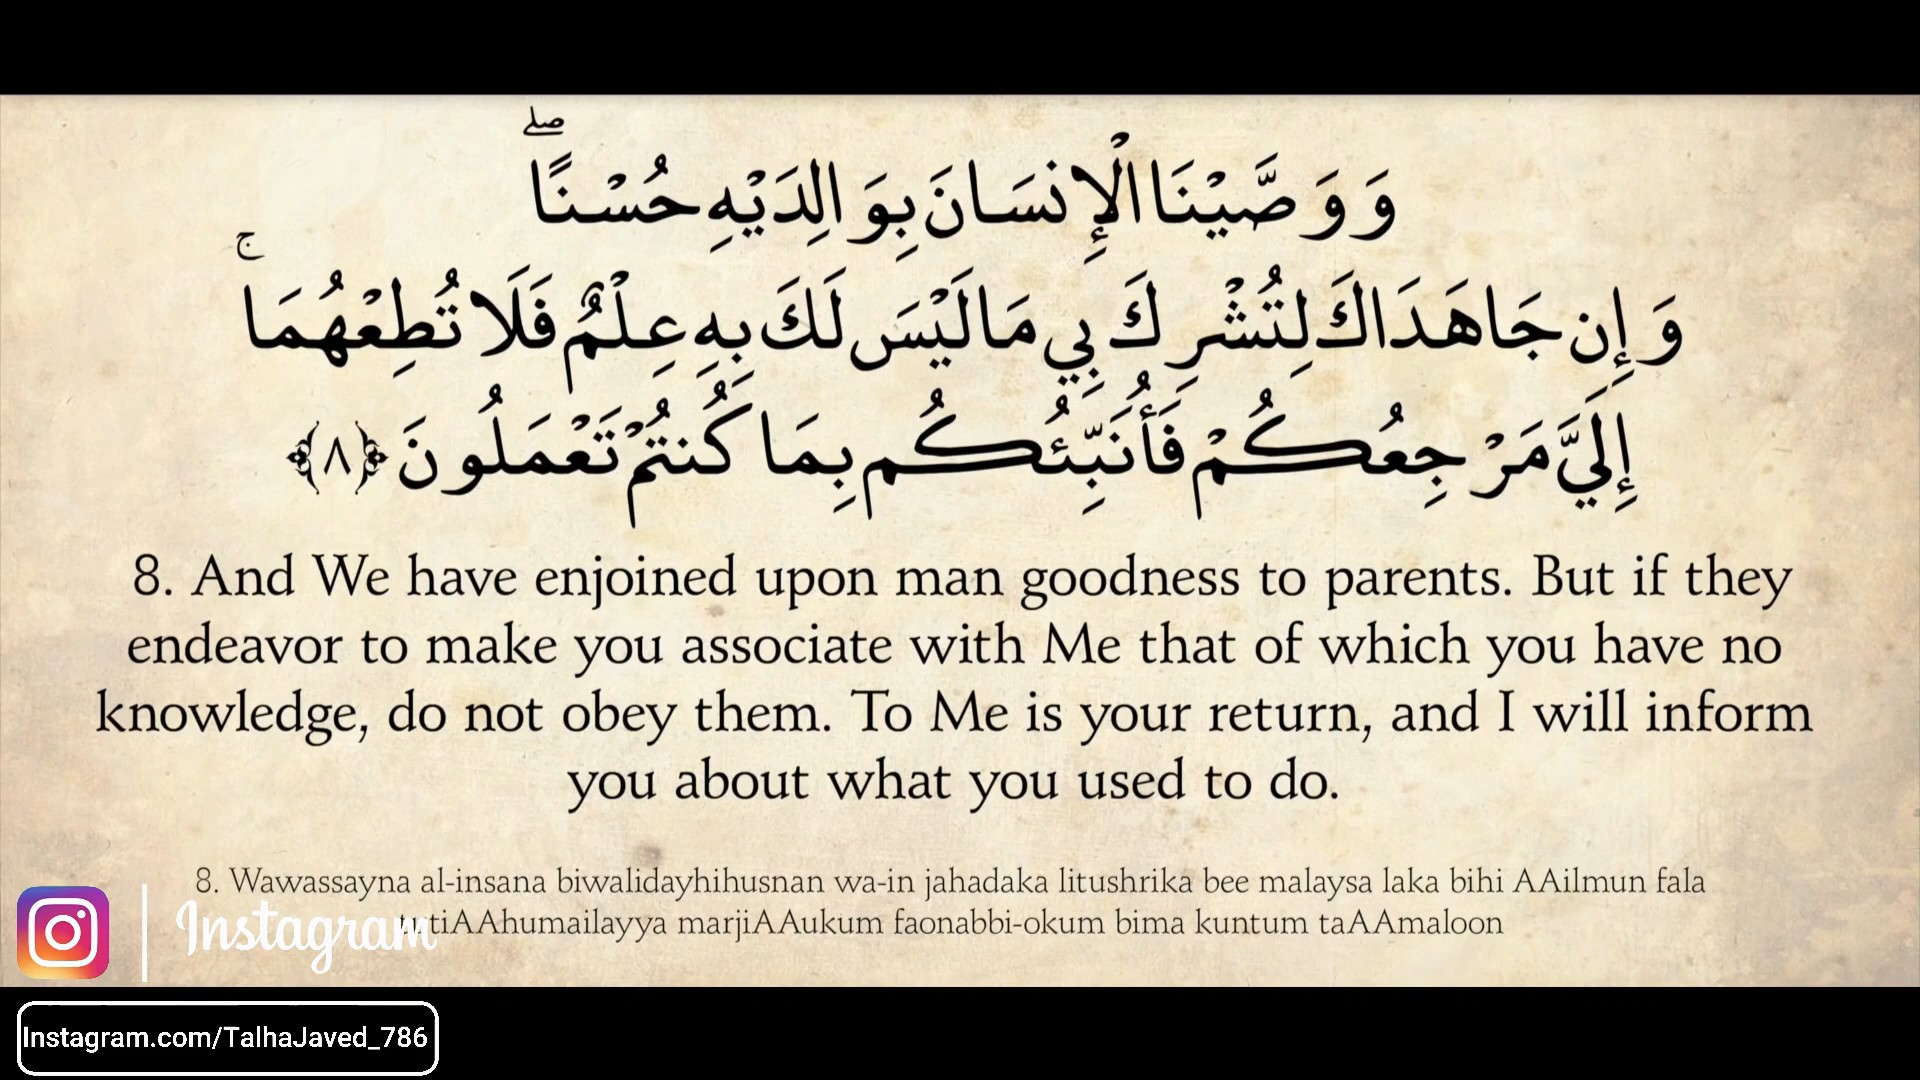 وَوَصَّيْنَا الْإِنسَانَ بِوَالِدَيْهِ حُسْنًا ۖ
وَإِن جَاهَدَاكَ لِتُشْرِكَ بِي مَا لَيْسَ لَكَ بِهِ عِلْمٌ فَلَا تُطِعْهُمَا ۚ
إِلَيَّ مَرْجِعُكُمْ فَأُنَبِّئُكُم بِمَا كُنتُمْ تَعْمَلُونَ ﴿٨﴾
8. And We have enjoined upon man goodness to parents. But if they
endeavor to make you associate with Me that of which you have no
knowledge, do not obey them. To Me is your return, and I will inform
you about what you used to do.
8. Wawassayna al-insana biwalidayhihusnan wa-in jahadaka litushrika bee malaysa laka bihi AAilmun fala
marjiAAukum faonabbi-okum bima kuntum taAAmaloon
Instagram
Instagram.com/TalhaJaved_786